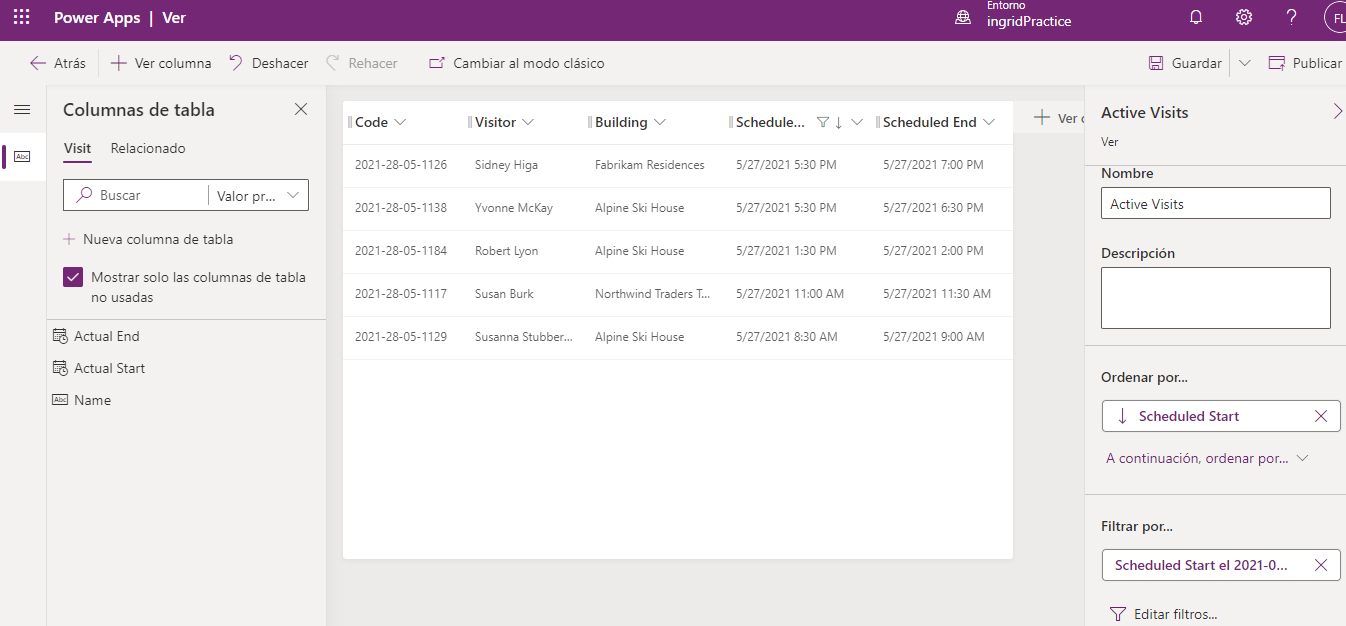 Power Apps | Ver
Entorno
ingridPractice
FL
Atrás
Ver columna
Deshacer
Rehacer
Cambiar al modo clásico
Guardar
Publicar
Columnas de tabla
Visit Relacionado
Buscar Valor pr...
Nueva columna de tabla
Mostrar solo las columnas de tabla
no usadas
Actual End
Actual Start
Abc Name
Abc
Code Visitor Building Schedule... Scheduled End
2021-28-05-1126 Sidney Higa Fabrikam Residences 5/27/2021 5:30 PM 5/27/2021 7:00 PM
2021-28-05-1138 Yvonne McKay Alpine Ski House 5/27/2021 5:30 PM 5/27/2021 6:30 PM
2021-28-05-1184 Robert Lyon Alpine Ski House 5/27/2021 1:30 PM 5/27/2021 2:00 PM
2021-28-05-1117 Susan Burk Northwind Traders T... 5/27/2021 11:00 AM 5/27/2021 11:30 AM
2021-28-05-1129 Susanna Stubber... Alpine Ski House 5/27/2021 8:30 AM 5/27/2021 9:00 AM
Ver c
Active Visits
Ver
Nombre
Active Visits
Descripción
Ordenar por...
Scheduled Start
A continuación, ordenar por...
Filtrar por...
Scheduled Start el 2021-0...
Editar filtros...